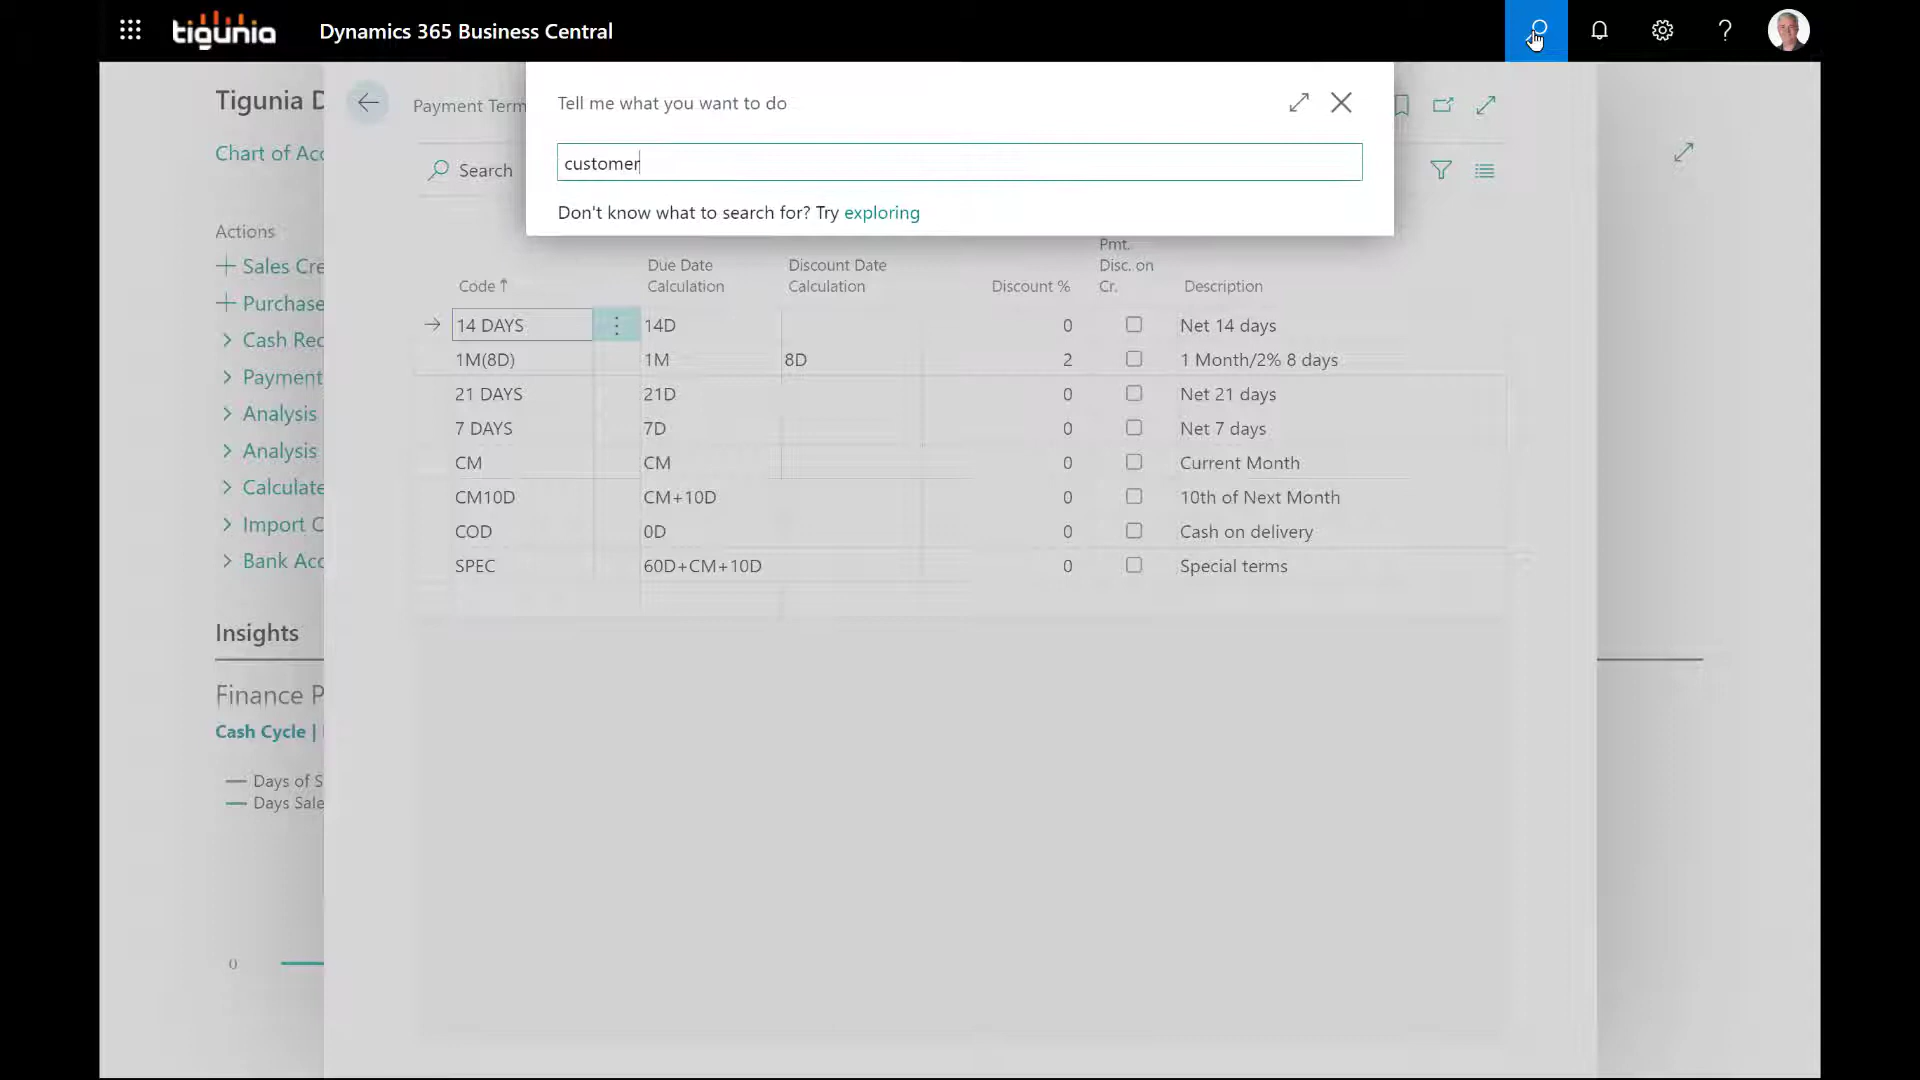 tigunia Dynamics 365 Business Central
Tell me what you want to do
customer
Don't know what to search for? Try exploring
Tigunia D
Chart of Acc
Actions
Sales Cre
Purchase
Cash Rec
Payment
Analysis
Analysis
Calculate
Import C
Bank Acc
Insights
Finance P
Cash Cycle |
Days of S
Days Sale
0
Payment Term
Search
Code ↑ Due Date Calculation Discount Date Calculation Discount % Pmt. Disc. on Cr. Description
14 DAYS 14D 0 Net 14 days
1M(8D) 1M 8D 2 1 Month/2% 8 days
21 DAYS 21D 0 Net 21 days
7 DAYS 7D 0 Net 7 days
CM CM 0 Current Month
CM10D CM+10D 0 10th of Next Month
COD 0D 0 Cash on delivery
SPEC 60D+CM+10D 0 Special terms